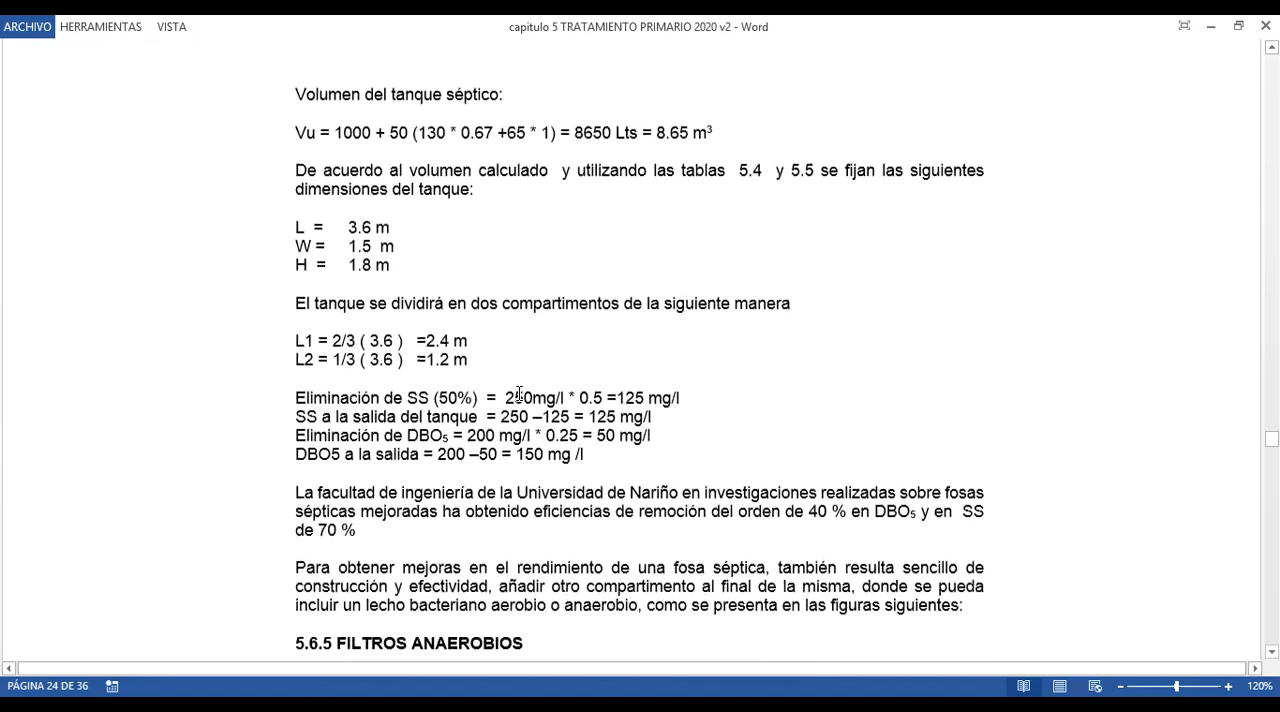 ARCHIVO HERRAMIENTAS VISTA
capitulo 5 TRATAMIENTO PRIMARIO 2020 v2 - Word
Volumen del tanque séptico:
Vu = 1000 + 50 (130 * 0.67 +65 * 1) = 8650 Lts = 8.65 m³
De acuerdo al volumen calculado y utilizando las tablas 5.4 y 5.5 se fijan las siguientes
dimensiones del tanque:
L = 3.6 m
W = 1.5 m
H = 1.8 m
El tanque se dividirá en dos compartimentos de la siguiente manera
L1 = 2/3 ( 3.6 ) =2.4 m
L2 = 1/3 ( 3.6 ) =1.2 m
Eliminación de SS (50%) = 250mg/l * 0.5 =125 mg/l
SS a la salida del tanque = 250 –125 = 125 mg/l
Eliminación de DBO₅ = 200 mg/l * 0.25 = 50 mg/l
DBO5 a la salida = 200 –50 = 150 mg /l
La facultad de ingeniería de la Universidad de Nariño en investigaciones realizadas sobre fosas
sépticas mejoradas ha obtenido eficiencias de remoción del orden de 40 % en DBO₅ y en SS
de 70 %
Para obtener mejoras en el rendimiento de una fosa séptica, también resulta sencillo de
construcción y efectividad, añadir otro compartimento al final de la misma, donde se pueda
incluir un lecho bacteriano aerobio o anaerobio, como se presenta en las figuras siguientes:
5.6.5 FILTROS ANAEROBIOS
PÁGINA 24 DE 36
120%